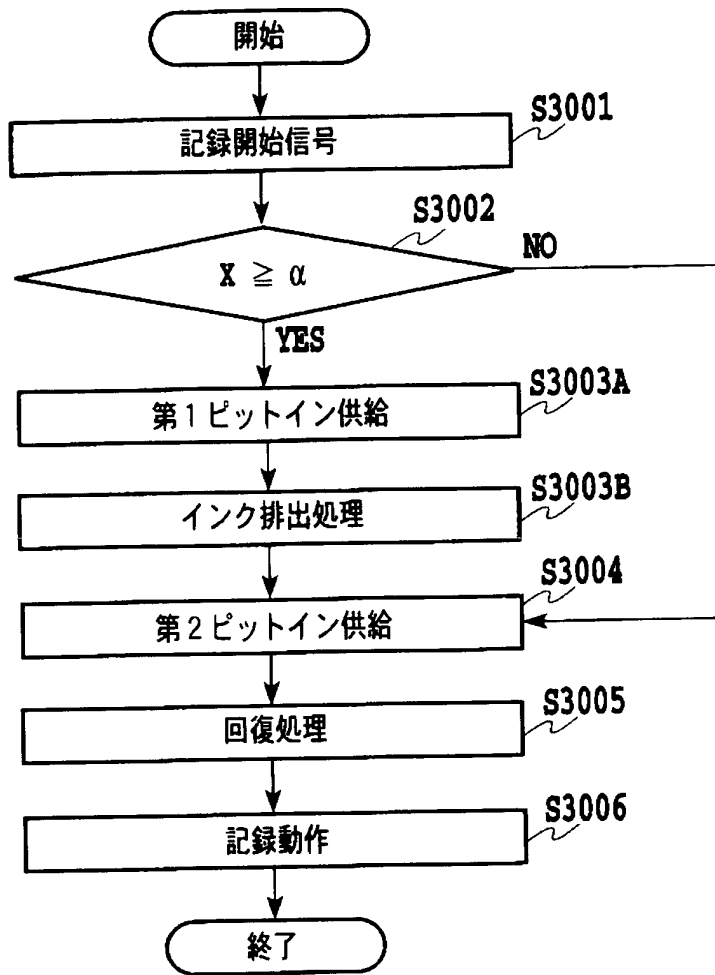 開始
S3001
記録開始信号
S3002
X ≧ α
NO
YES
S3003A
第1ピットイン供給
S3003B
インク排出処理
S3004
第2ピットイン供給
S3005
回復処理
S3006
記録動作
終了